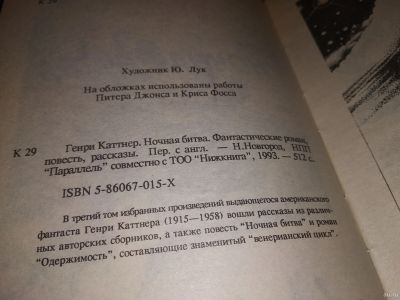 К 29
Художник Ю. Лук
На обложках использованы работы
Питера Джонса и Криса Фосса
К 29
Генри Каттнер. Ночная битва. Фантастические роман,
повесть, рассказы. Пер. с англ. — Н.Новгород, НПП
"Параллель" совместно с ТОО "Нижкнига", 1993. — 512 с.
ISBN 5-86067-015-X
В третий том избранных произведений выдающегося американского
фантаста Генри Каттнера (1915—1958) вошли рассказы из различ-
ных авторских сборников, а также повесть "Ночная битва" и роман
"Одержимость", составляющие знаменитый "венерианский цикл".